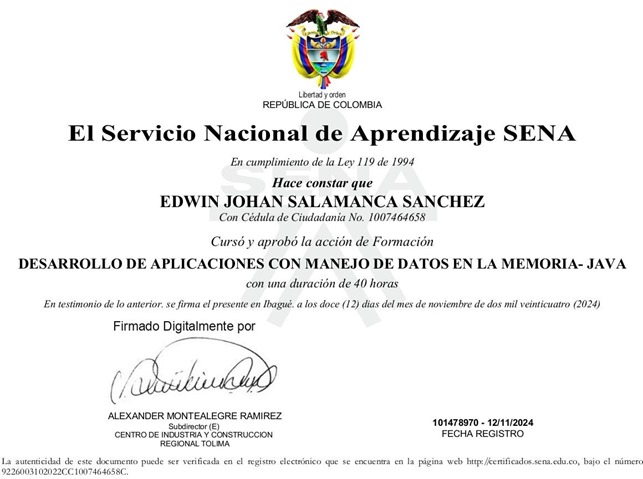 Libertad y orden
REPÚBLICA DE COLOMBIA
El Servicio Nacional de Aprendizaje SENA
En cumplimiento de la Ley 119 de 1994
Hace constar que
EDWIN JOHAN SALAMANCA SANCHEZ
Con Cédula de Ciudadanía No. 1007464658
Cursó y aprobó la acción de Formación
DESARROLLO DE APLICACIONES CON MANEJO DE DATOS EN LA MEMORIA- JAVA
con una duración de 40 horas
En testimonio de lo anterior. se firma el presente en Ibagué. a los doce (12) dias del mes de noviembre de dos mil veinticuatro (2024)
Firmado Digitalmente por
ALEXANDER MONTEALEGRE RAMIREZ
Subdirector (E)
CENTRO DE INDUSTRIA Y CONSTRUCCION
REGIONAL TOLIMA
101478970 - 12/11/2024
FECHA REGISTRO
La autenticidad de este documento puede ser verificada en el registro electrónico que se encuentra en la página web http://certificados.sena.edu.co, bajo el número
9226003102022CC1007464658C.
SENA